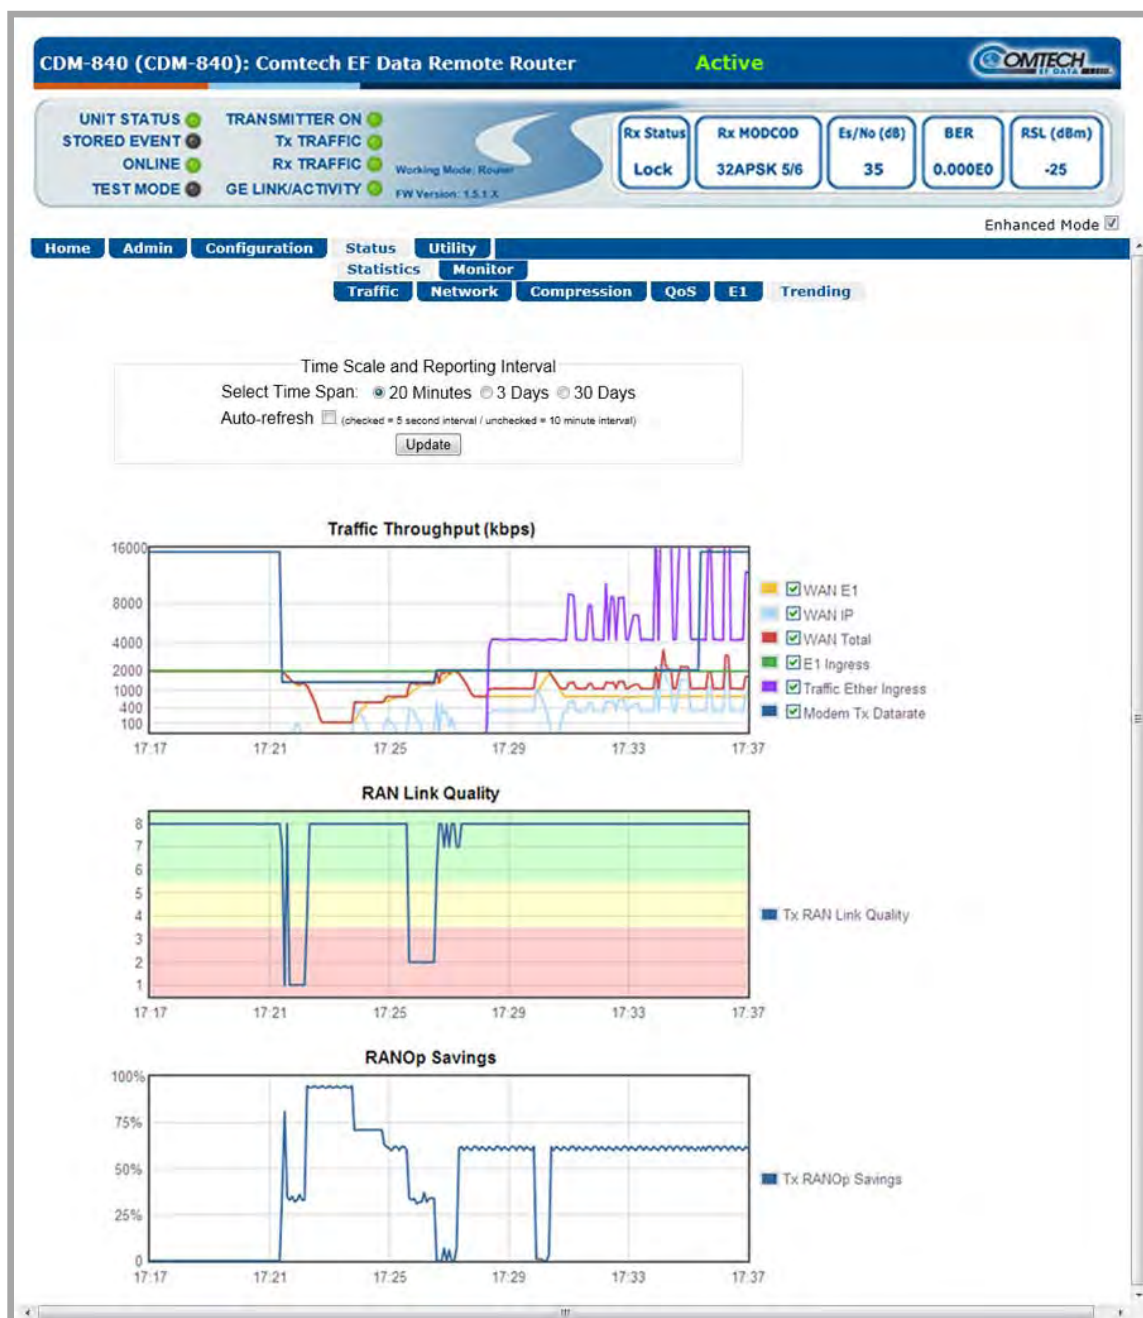 CDM-840 (CDM-840): Comtech EF Data Remote Router Active COMTECH EF DATA
UNIT STATUS TRANSMITTER ON
STORED EVENT Tx TRAFFIC
ONLINE Rx TRAFFIC Working Mode: Router
TEST MODE GE LINK/ACTIVITY FW Version: 1.5.1.X
Rx Status Rx MODCOD Es/No (dB) BER RSL (dBm)
Lock 32APSK 5/6 35 0.000E0 -25
Enhanced Mode
Home Admin Configuration Status Utility
Statistics Monitor
Traffic Network Compression QoS E1 Trending
Time Scale and Reporting Interval
Select Time Span: 20 Minutes 3 Days 30 Days
Auto-refresh (checked = 5 second interval / unchecked = 10 minute interval)
Update
Traffic Throughput (kbps)
16000
8000
4000
2000
1000
400
100
17:17 17:21 17:25 17:29 17:33 17:37
WAN E1
WAN IP
WAN Total
E1 Ingress
Traffic Ether Ingress
Modem Tx Datarate
RAN Link Quality
8
7
6
5
4
3
2
1
17:17 17:21 17:25 17:29 17:33 17:37
Tx RAN Link Quality
RANOp Savings
100%
75%
50%
25%
0
17:17 17:21 17:25 17:29 17:33 17:37
Tx RANOp Savings